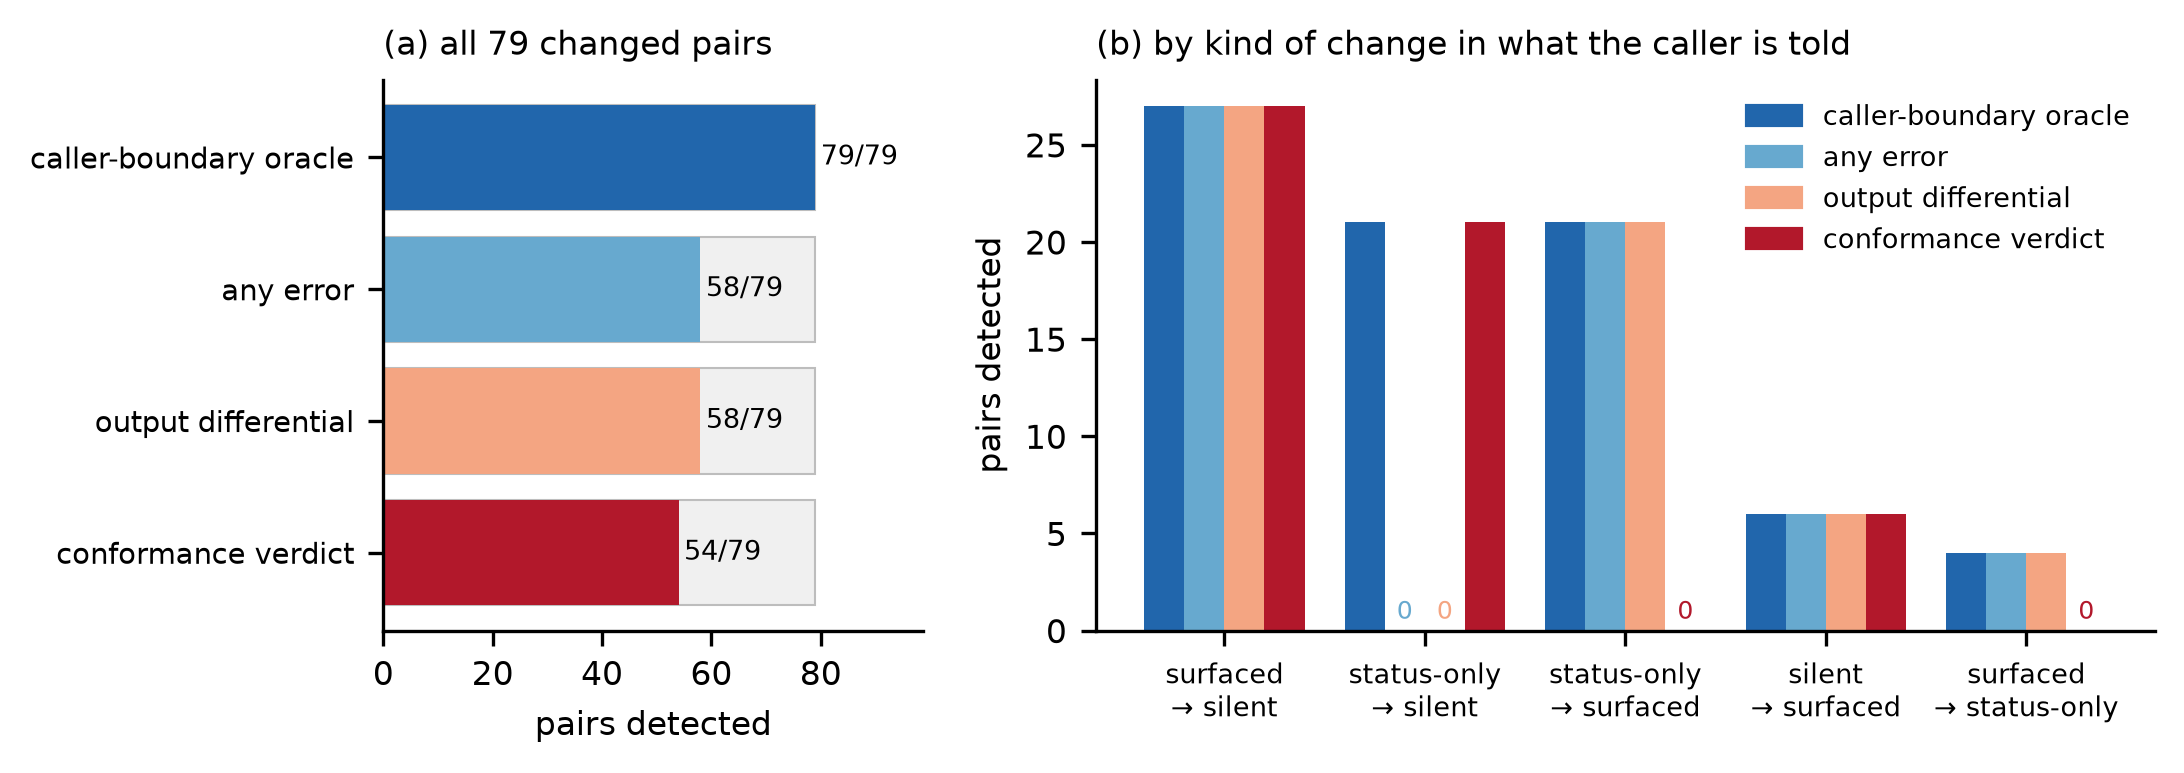 (a) all 79 changed pairs
caller-boundary oracle
79/79
any error
58/79
output differential
58/79
conformance verdict
54/79
0 20 40 60 80
pairs detected
(b) by kind of change in what the caller is told
caller-boundary oracle
any error
output differential
conformance verdict
pairs detected
25
20
15
10
5
0
0 0 0 0
surfaced
→ silent
status-only
→ silent
status-only
→ surfaced
silent
→ surfaced
surfaced
→ status-only